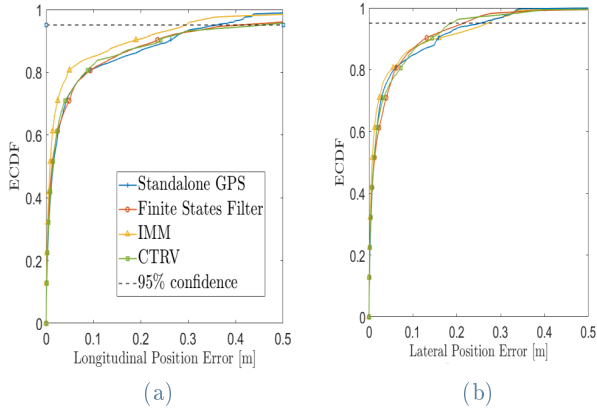 1
0.8
0.6
0.4
0.2
0
ECDF
Standalone GPS
Finite States Filter
IMM
CTRV
95% confidence
0 0.1 0.2 0.3 0.4 0.5
Longitudinal Position Error [m]
(a)
1
0.8
0.6
0.4
0.2
0
ECDF
0 0.1 0.2 0.3 0.4 0.5
Lateral Position Error [m]
(b)